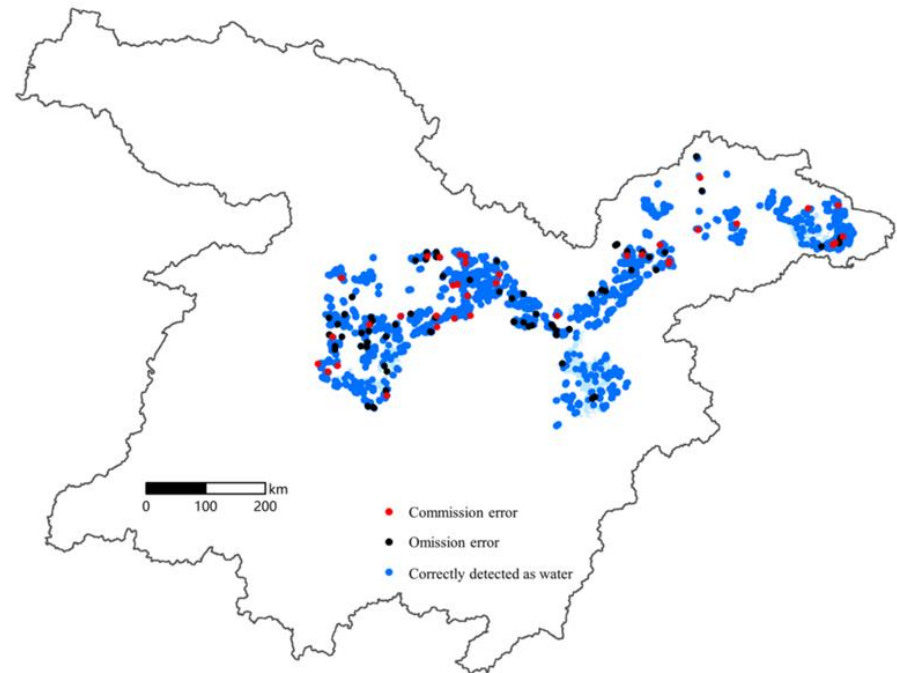 km
0 100 200
Commission error
Omission error
Correctly detected as water